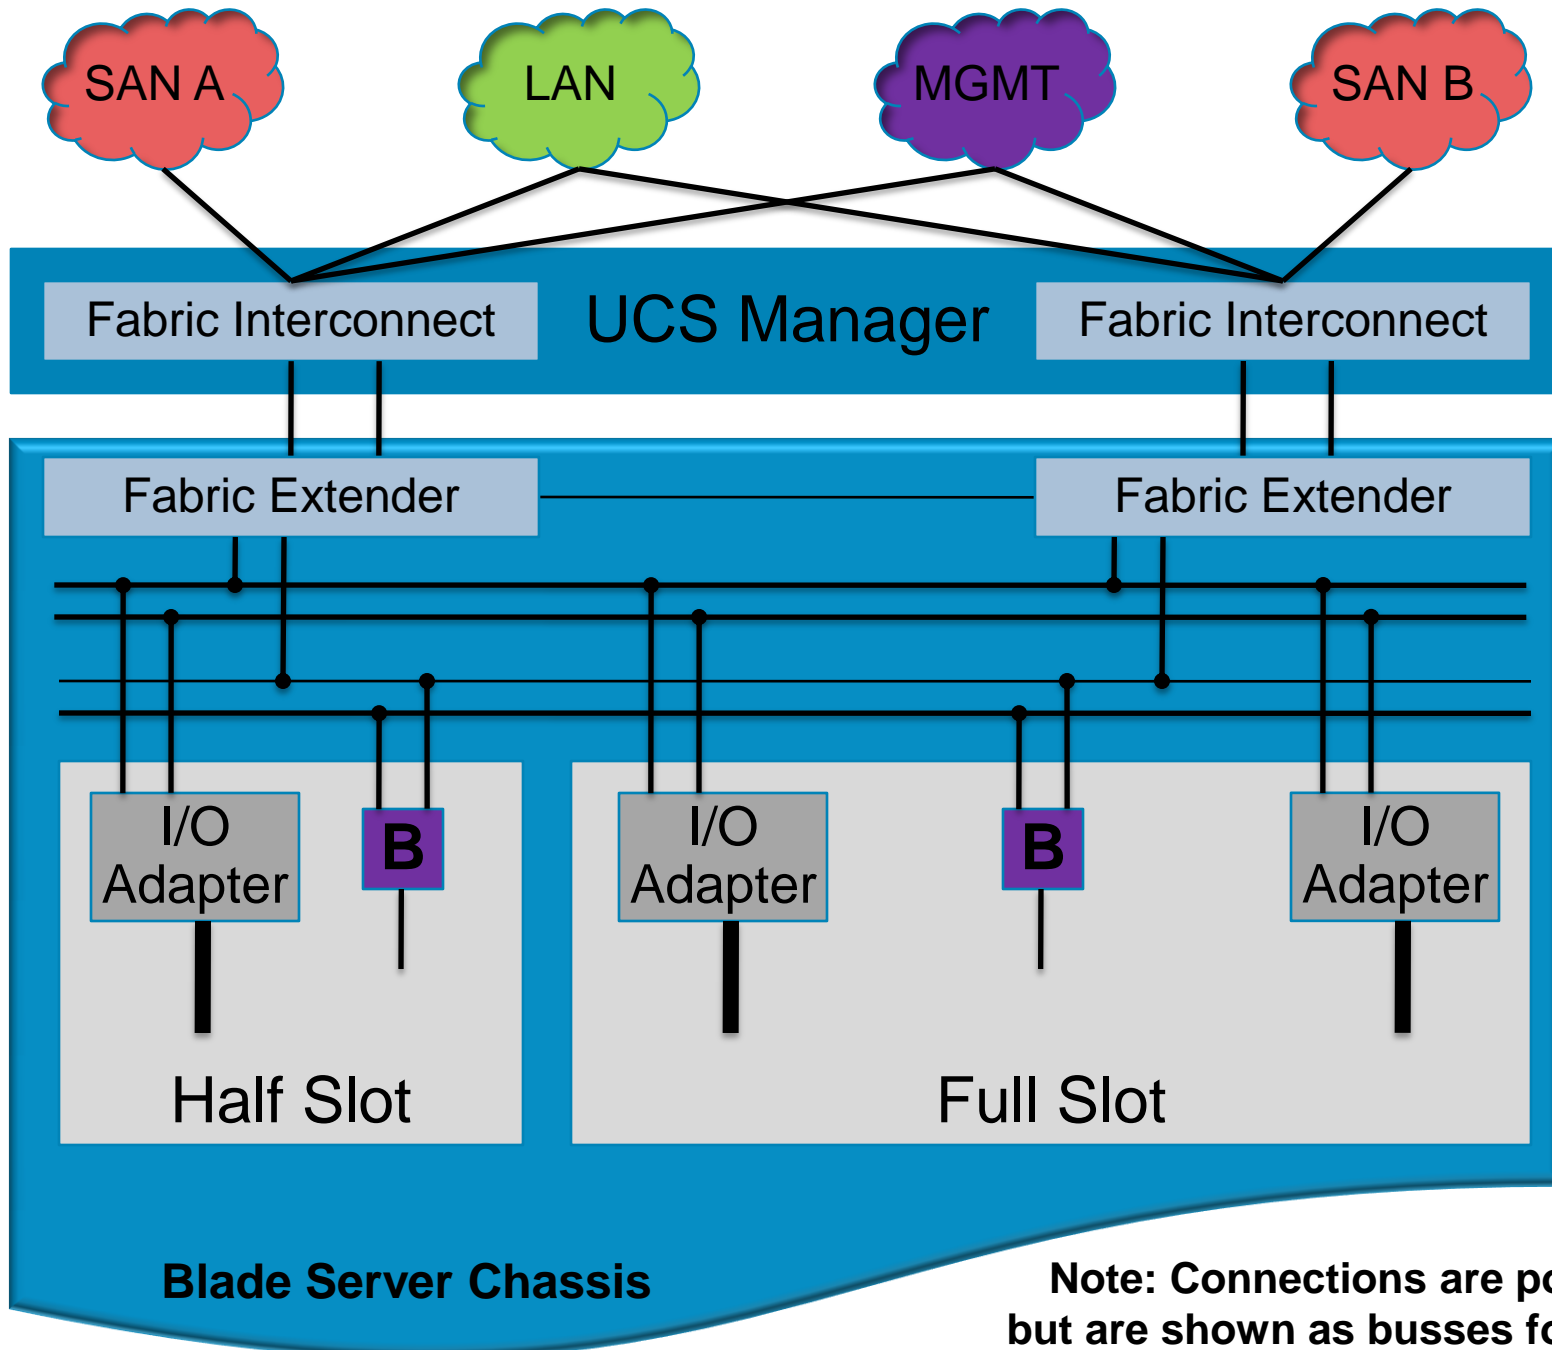 SAN A
LAN
MGMT
SAN B
Fabric Interconnect
UCS Manager
Fabric Interconnect
Fabric Extender
Fabric Extender
I/O
Adapter
B
I/O
Adapter
B
I/O
Adapter
Half Slot
Full Slot
Blade Server Chassis
Note: Connections are
but are shown as busses